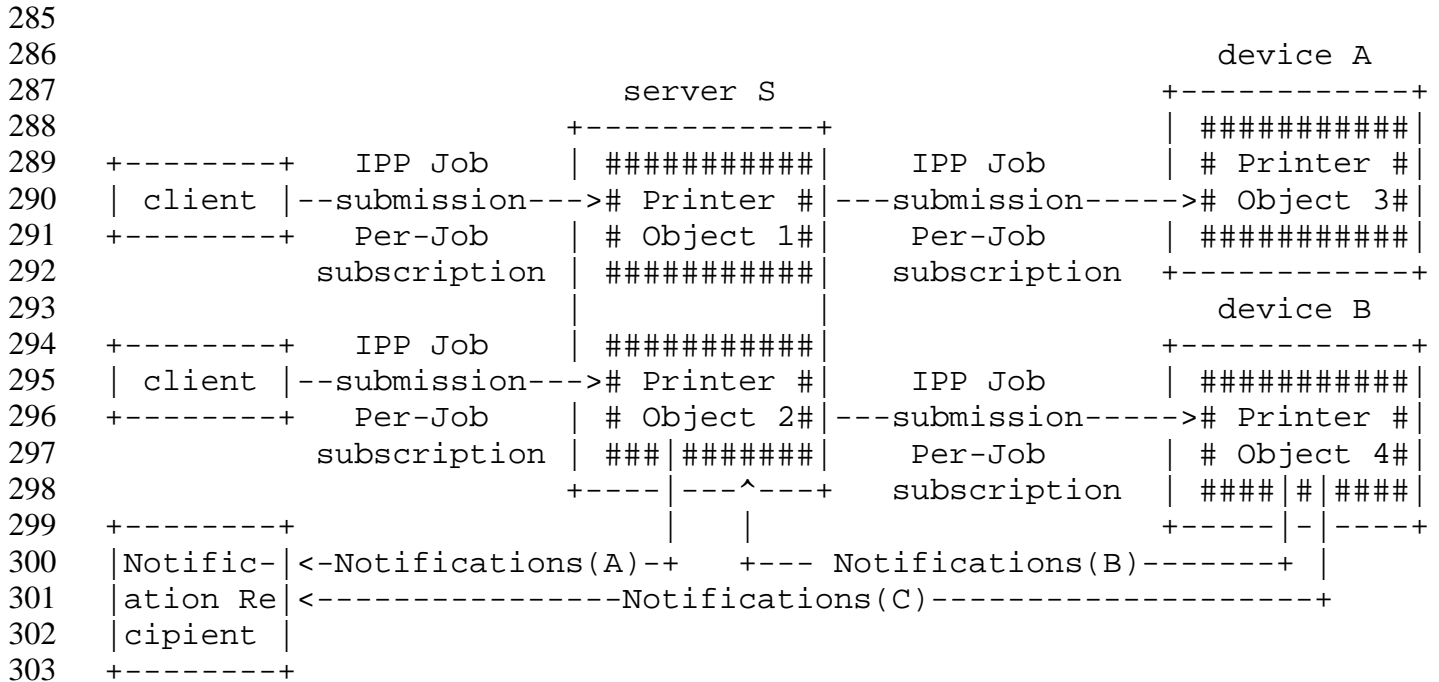 285
286                                                                device A
287                              server S                       +------------+
288                           +------------+                    | ###########|
289    +--------+   IPP Job   | ###########|     IPP Job        | # Printer #|
290    | client |--submission---># Printer #|---submission-----># Object 3#|
291    +--------+   Per-Job   | # Object 1#|     Per-Job        | ###########|
292               subscription | ###########|    subscription  +------------+
293                           |            |                      device B
294    +--------+   IPP Job   | ###########|                    +------------+
295    | client |--submission---># Printer #|     IPP Job        | ###########|
296    +--------+   Per-Job   | # Object 2#|---submission-----># Printer #|
297               subscription | ###|#######|     Per-Job       | # Object 4#|
298                           +----|---^---+    subscription   | ####|#|####|
299    +--------+                  |   |                        +-----|-|----+
300    |Notific-|<-Notifications(A)-+   +--- Notifications(B)-------+ |
301    |ation Re|<----------------Notifications(C)-------------------+
302    |cipient |
303    +--------+